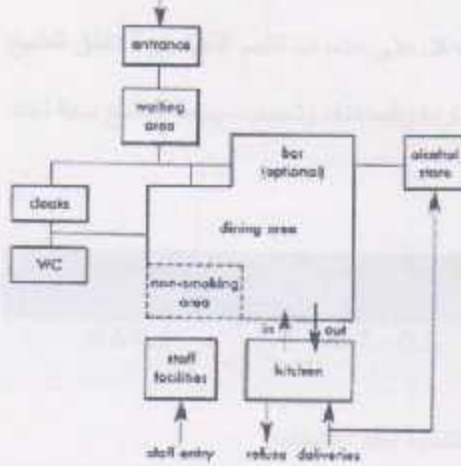 entrance
waiting
area
bar
(optional)
alcohol
store
cloaks
dining area
WC
non-smoking
area
in
out
staff
facilities
kitchen
staff entry
refuse
deliveries